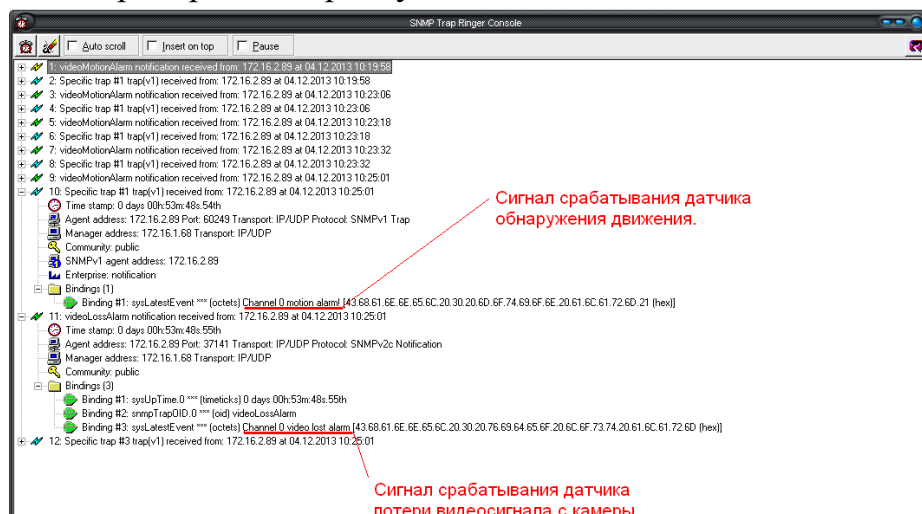 SNMP Trap Ringer Console
Auto scroll Insert on top Pause
1: videoMotionAlarm notification received from: 172.16.2.89 at 04.12.2013 10:19:58
2: Specific trap #1 trap(v1) received from: 172.16.2.89 at 04.12.2013 10:19:58
3: videoMotionAlarm notification received from: 172.16.2.89 at 04.12.2013 10:23:06
4: Specific trap #1 trap(v1) received from: 172.16.2.89 at 04.12.2013 10:23:06
5: videoMotionAlarm notification received from: 172.16.2.89 at 04.12.2013 10:23:18
6: Specific trap #1 trap(v1) received from: 172.16.2.89 at 04.12.2013 10:23:18
7: videoMotionAlarm notification received from: 172.16.2.89 at 04.12.2013 10:23:32
8: Specific trap #1 trap(v1) received from: 172.16.2.89 at 04.12.2013 10:23:32
9: videoMotionAlarm notification received from: 172.16.2.89 at 04.12.2013 10:25:01
10: Specific trap #1 trap(v1) received from: 172.16.2.89 at 04.12.2013 10:25:01
Time stamp: 0 days 00h:53m:48s.54th
Agent address: 172.16.2.89 Port: 60249 Transport: IP/UDP Protocol: SNMPv1 Trap
Manager address: 172.16.1.68 Transport: IP/UDP
Community: public
SNMPv1 agent address: 172.16.2.89
Enterprise: notification
Bindings (1)
Binding #1: sysLatestEvent *** (octets) Channel 0 motion alarm! [43.68.61.6E.6E.65.6C.20.30.20.6D.6F.74.69.6F.6E.20.61.6C.61.72.6D.21 (hex)]
Сигнал срабатывания датчика
обнаружения движения.
11: videoLossAlarm notification received from: 172.16.2.89 at 04.12.2013 10:25:01
Time stamp: 0 days 00h:53m:48s.55th
Agent address: 172.16.2.89 Port: 37141 Transport: IP/UDP Protocol: SNMPv2c Notification
Manager address: 172.16.1.68 Transport: IP/UDP
Community: public
Bindings (3)
Binding #1: sysUpTime.0 *** (timeticks) 0 days 00h:53m:48s.55th
Binding #2: snmpTrapOID.0 *** (oid) videoLossAlarm
Binding #3: sysLatestEvent *** (octets) Channel 0 video lost alarm [43.68.61.6E.6E.65.6C.20.30.20.76.69.64.65.6F.20.6C.6F.73.74.20.61.6C.61.72.6D (hex)]
12: Specific trap #3 trap(v1) received from: 172.16.2.89 at 04.12.2013 10:25:01
Сигнал срабатывания датчика
потери видеосигнала с камеры